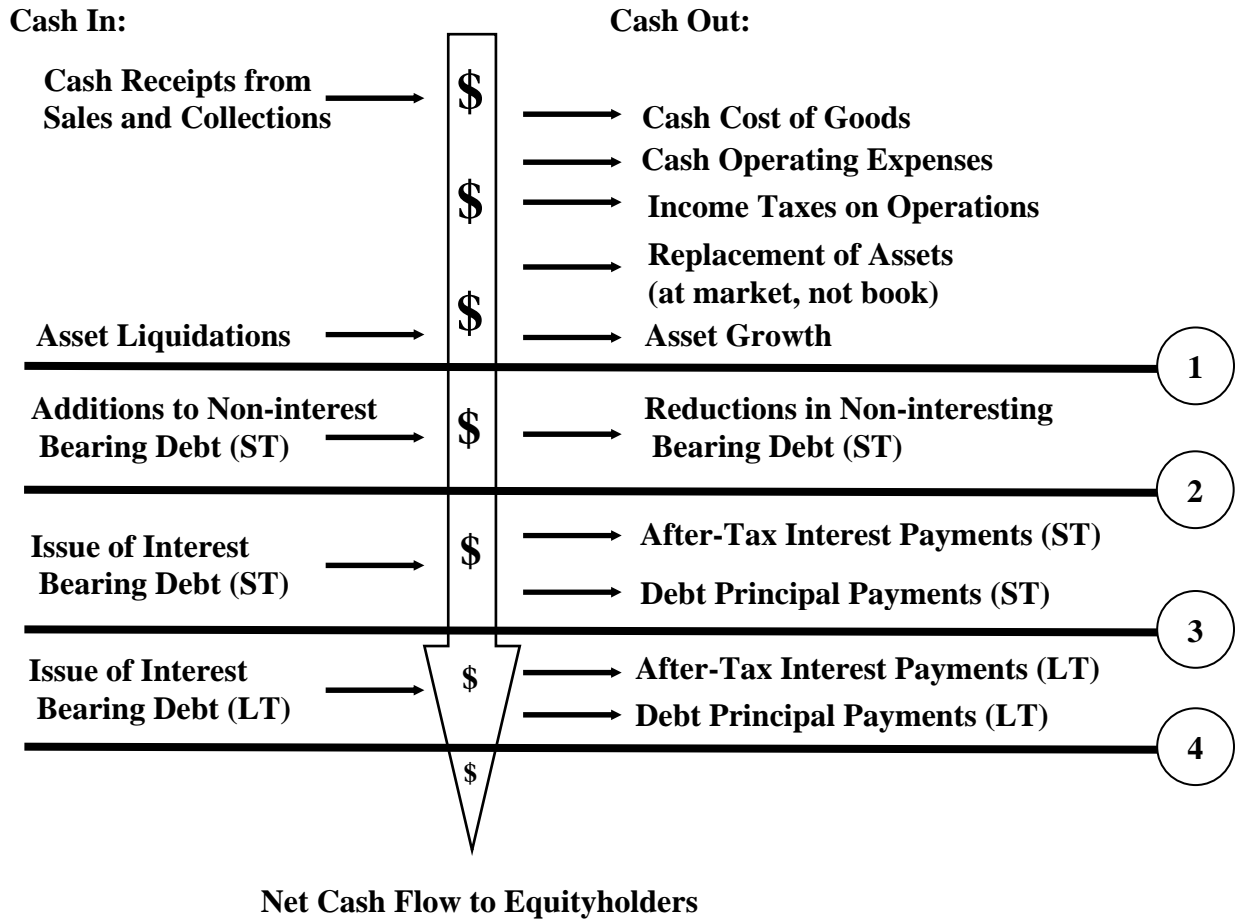 Cash In:
Cash Out:
Cash Receipts from
Sales and Collections
$
Cash Cost of Goods
Cash Operating Expenses
$
Income Taxes on Operations
Replacement of Assets
(at market, not book)
$
Asset Liquidations
Asset Growth
1
Additions to Non-interest
Bearing Debt (ST)
$
Reductions in Non-interesting
Bearing Debt (ST)
2
Issue of Interest
Bearing Debt (ST)
$
After-Tax Interest Payments (ST)
Debt Principal Payments (ST)
3
Issue of Interest
Bearing Debt (LT)
$
After-Tax Interest Payments (LT)
Debt Principal Payments (LT)
4
$
Net Cash Flow to Equityholders